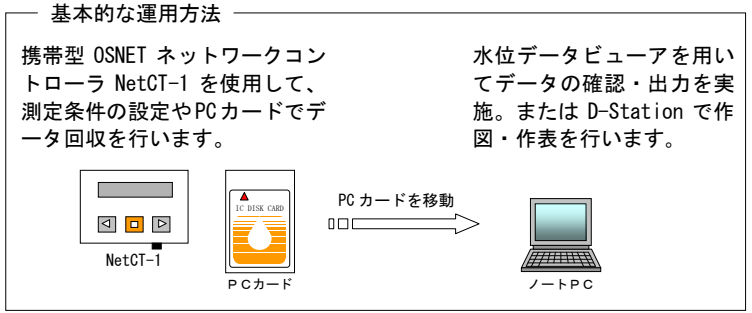 基本的な運用方法
携帯型 OSNET ネットワークコン
トローラ NetCT-1 を使用して、
測定条件の設定やPCカードでデ
ータ回収を行います。
水位データビューアを用い
てデータの確認・出力を実
施。または D-Station で作
図・作表を行います。
IC DISK CARD
PC カードを移動
NetCT-1
PCカード
ノートPC